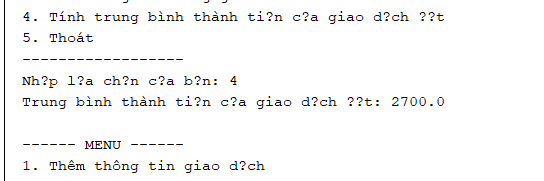 4. Tính trung bình thành ti?n c?a giao d?ch ??t
5. Thoát
------------------
Nh?p l?a ch?n c?a b?n: 4
Trung bình thành ti?n c?a giao d?ch ??t: 2700.0
------ MENU ------
1. Thêm thông tin giao d?ch